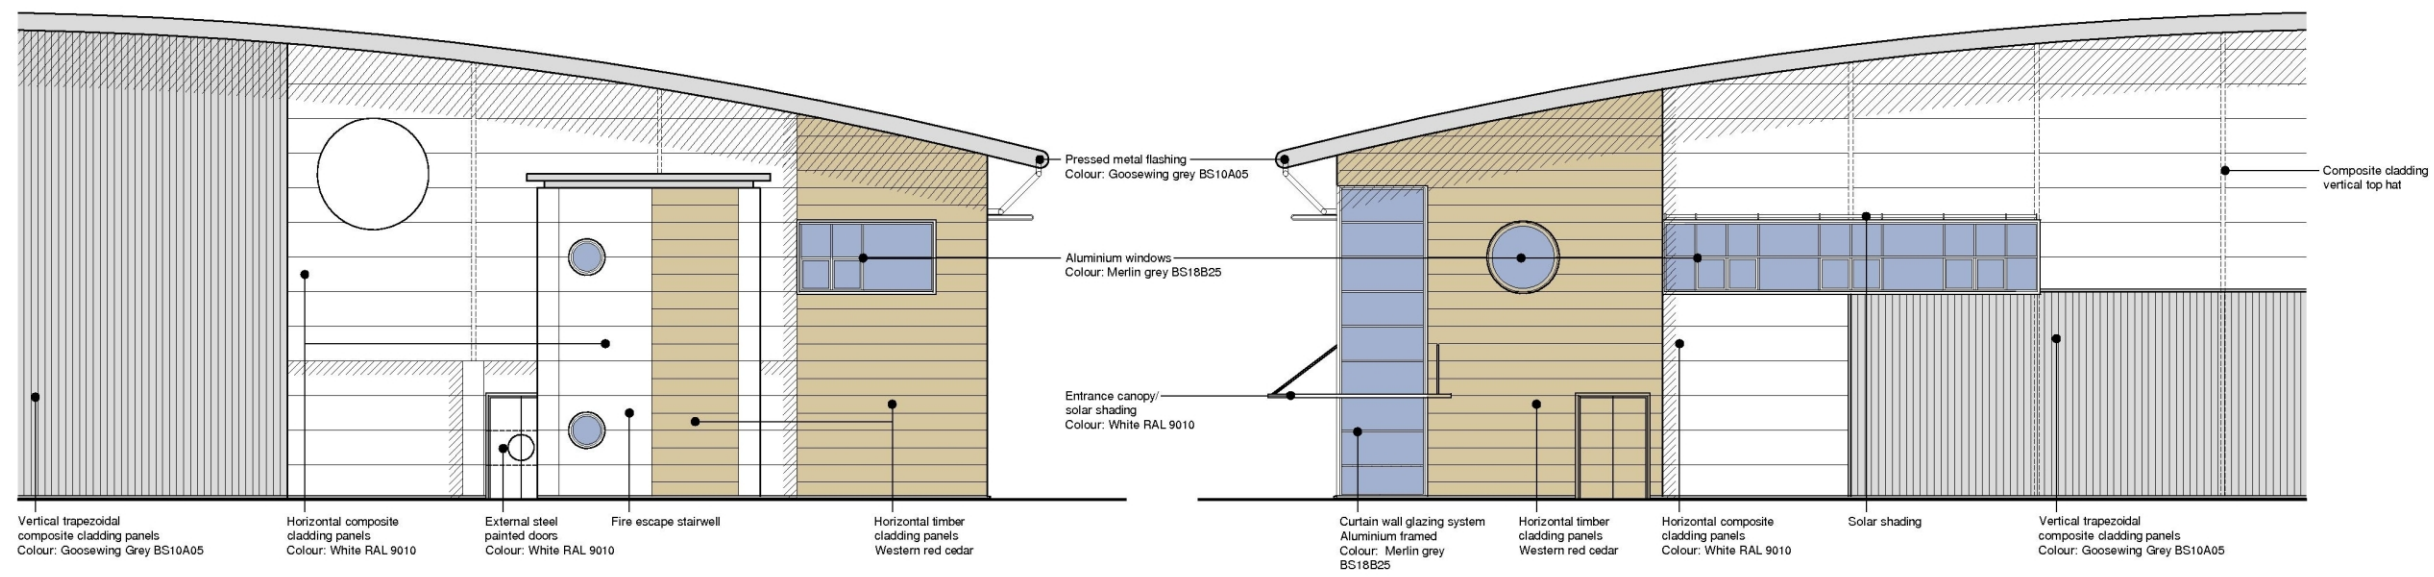 Pressed metal flashing
Colour: Goosewing grey BS10A05
Composite cladding
vertical top hat
Aluminium windows
Colour: Merlin grey BS18B25
Entrance canopy/
solar shading
Colour: White RAL 9010
Vertical trapezoidal
composite cladding panels
Colour: Goosewing Grey BS10A05
Horizontal composite
cladding panels
Colour: White RAL 9010
External steel
painted doors
Colour: White RAL 9010
Fire escape stairwell
Horizontal timber
cladding panels
Western red cedar
Curtain wall glazing system
Aluminium framed
Colour: Merlin grey
BS18B25
Horizontal timber
cladding panels
Western red cedar
Horizontal composite
cladding panels
Colour: White RAL 9010
Solar shading
Vertical trapezoidal
composite cladding panels
Colour: Goosewing Grey BS10A05